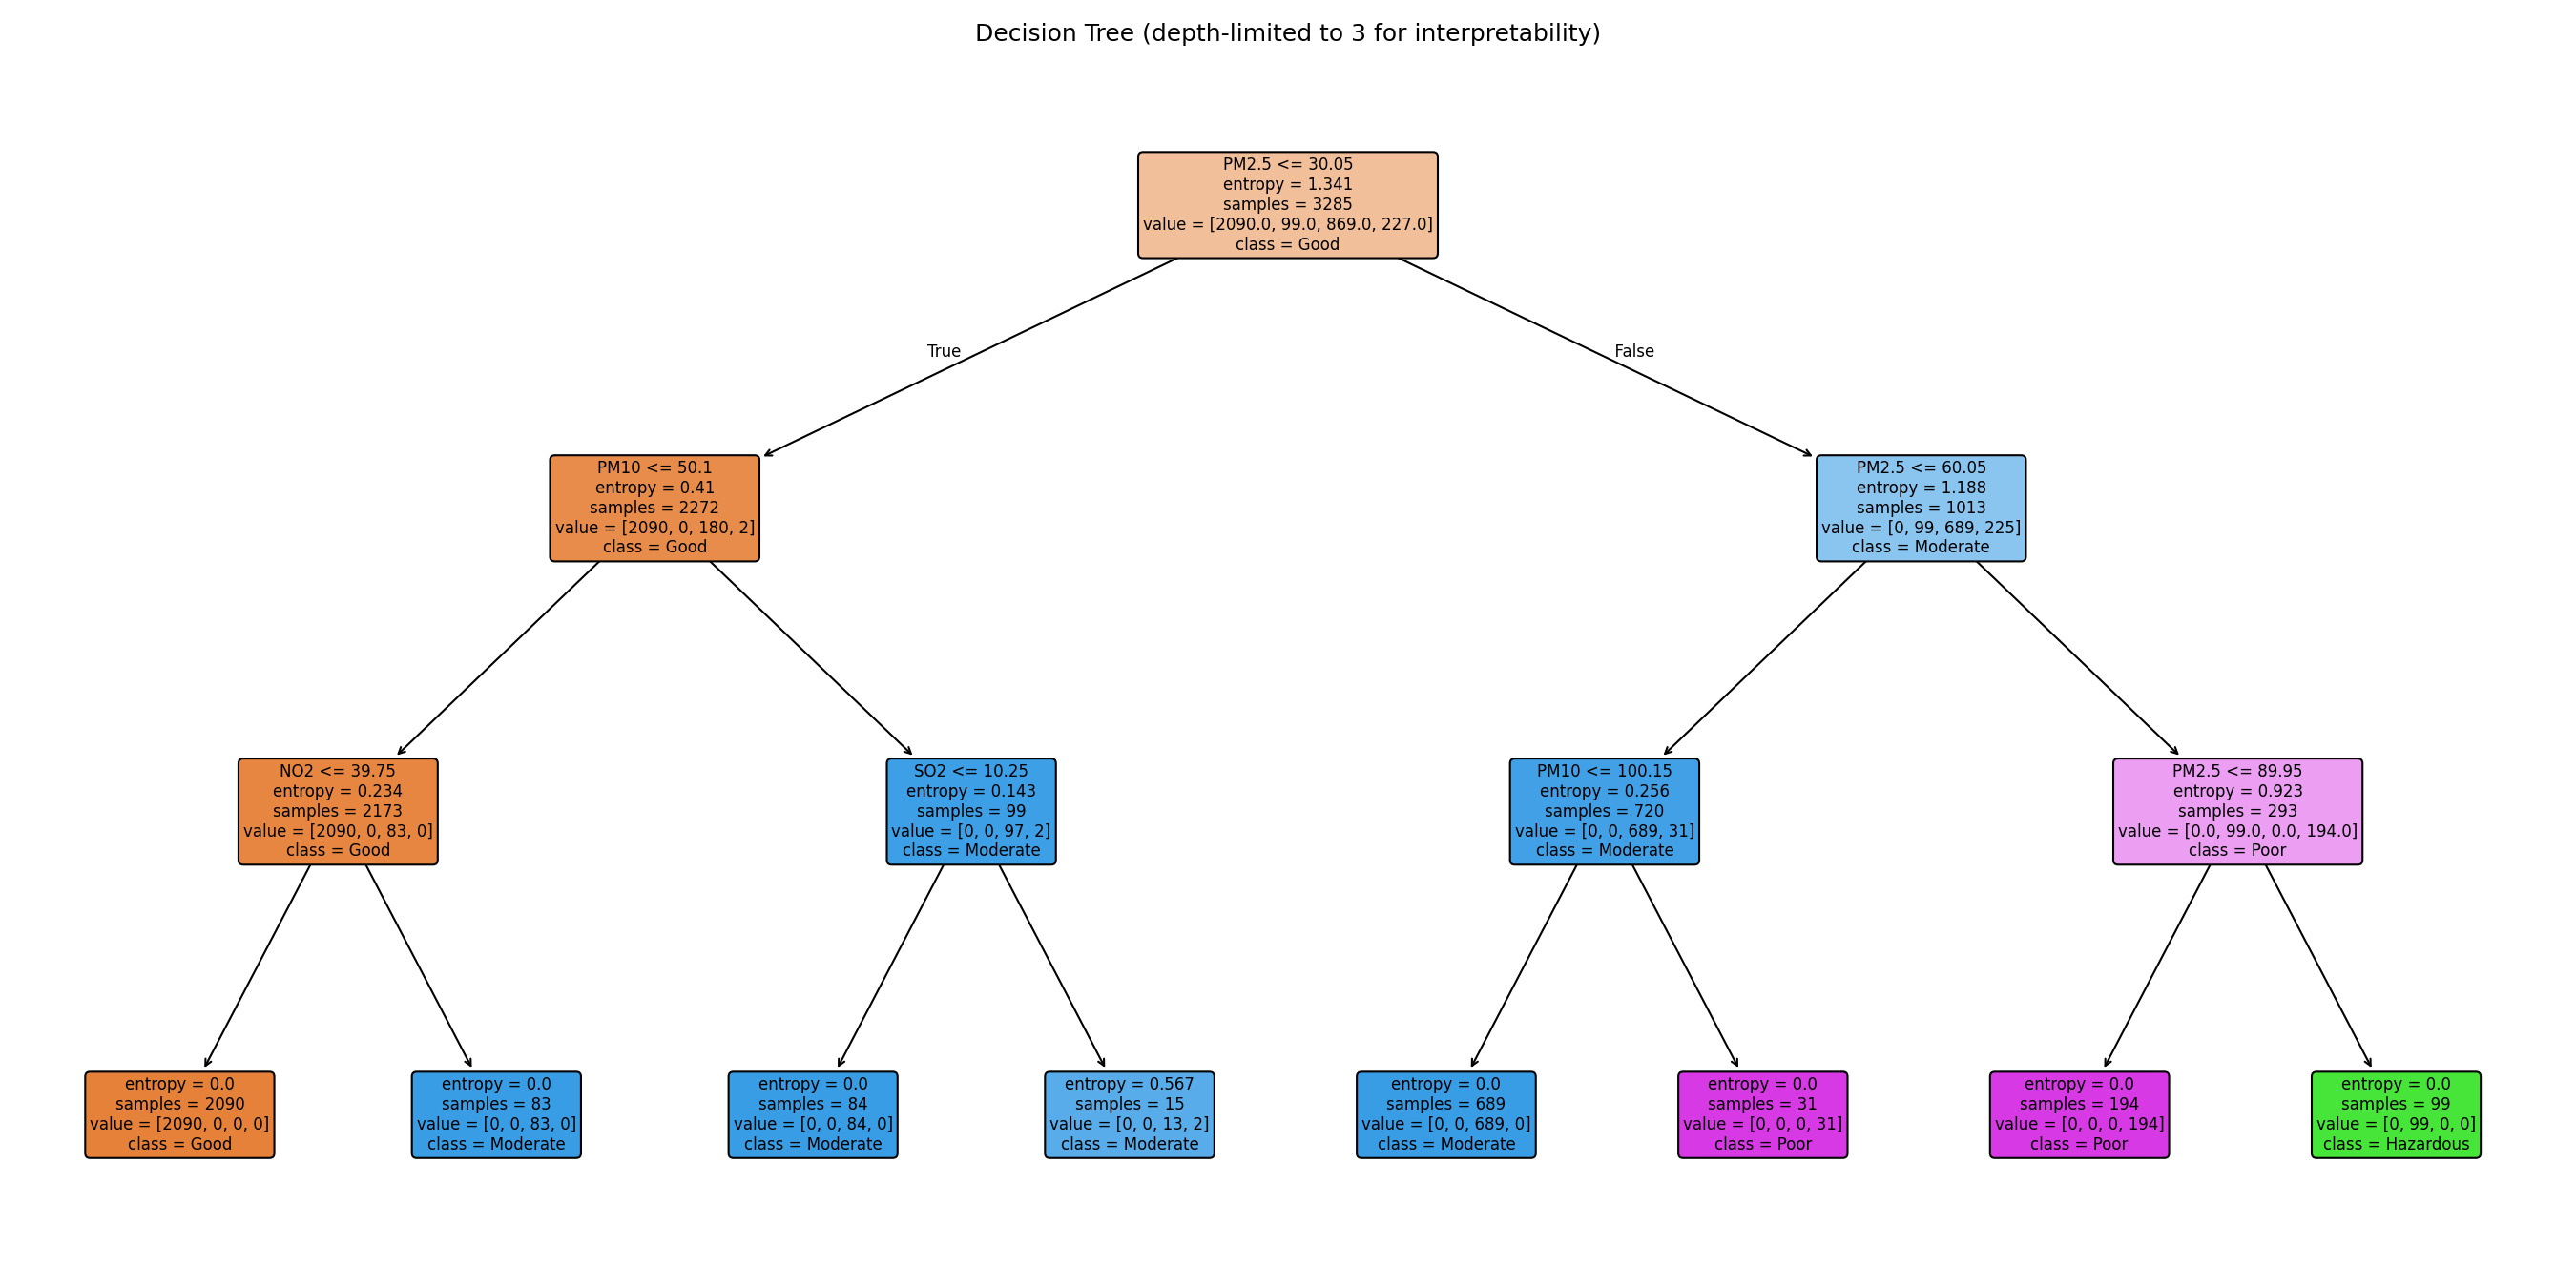 Decision Tree (depth-limited to 3 for interpretability)
PM2.5 <= 30.05
entropy = 1.341
samples = 3285
value = [2090.0, 99.0, 869.0, 227.0]
class = Good
True
False
PM10 <= 50.1
entropy = 0.41
samples = 2272
value = [2090, 0, 180, 2]
class = Good
PM2.5 <= 60.05
entropy = 1.188
samples = 1013
value = [0, 99, 689, 225]
class = Moderate
NO2 <= 39.75
entropy = 0.234
samples = 2173
value = [2090, 0, 83, 0]
class = Good
SO2 <= 10.25
entropy = 0.143
samples = 99
value = [0, 0, 97, 2]
class = Moderate
PM10 <= 100.15
entropy = 0.256
samples = 720
value = [0, 0, 689, 31]
class = Moderate
PM2.5 <= 89.95
entropy = 0.923
samples = 293
value = [0.0, 99.0, 0.0, 194.0]
class = Poor
entropy = 0.0
samples = 2090
value = [2090, 0, 0, 0]
class = Good
entropy = 0.0
samples = 83
value = [0, 0, 83, 0]
class = Moderate
entropy = 0.0
samples = 84
value = [0, 0, 84, 0]
class = Moderate
entropy = 0.567
samples = 15
value = [0, 0, 13, 2]
class = Moderate
entropy = 0.0
samples = 689
value = [0, 0, 689, 0]
class = Moderate
entropy = 0.0
samples = 31
value = [0, 0, 0, 31]
class = Poor
entropy = 0.0
samples = 194
value = [0, 0, 0, 194]
class = Poor
entropy = 0.0
samples = 99
value = [0, 99, 0, 0]
class = Hazardous